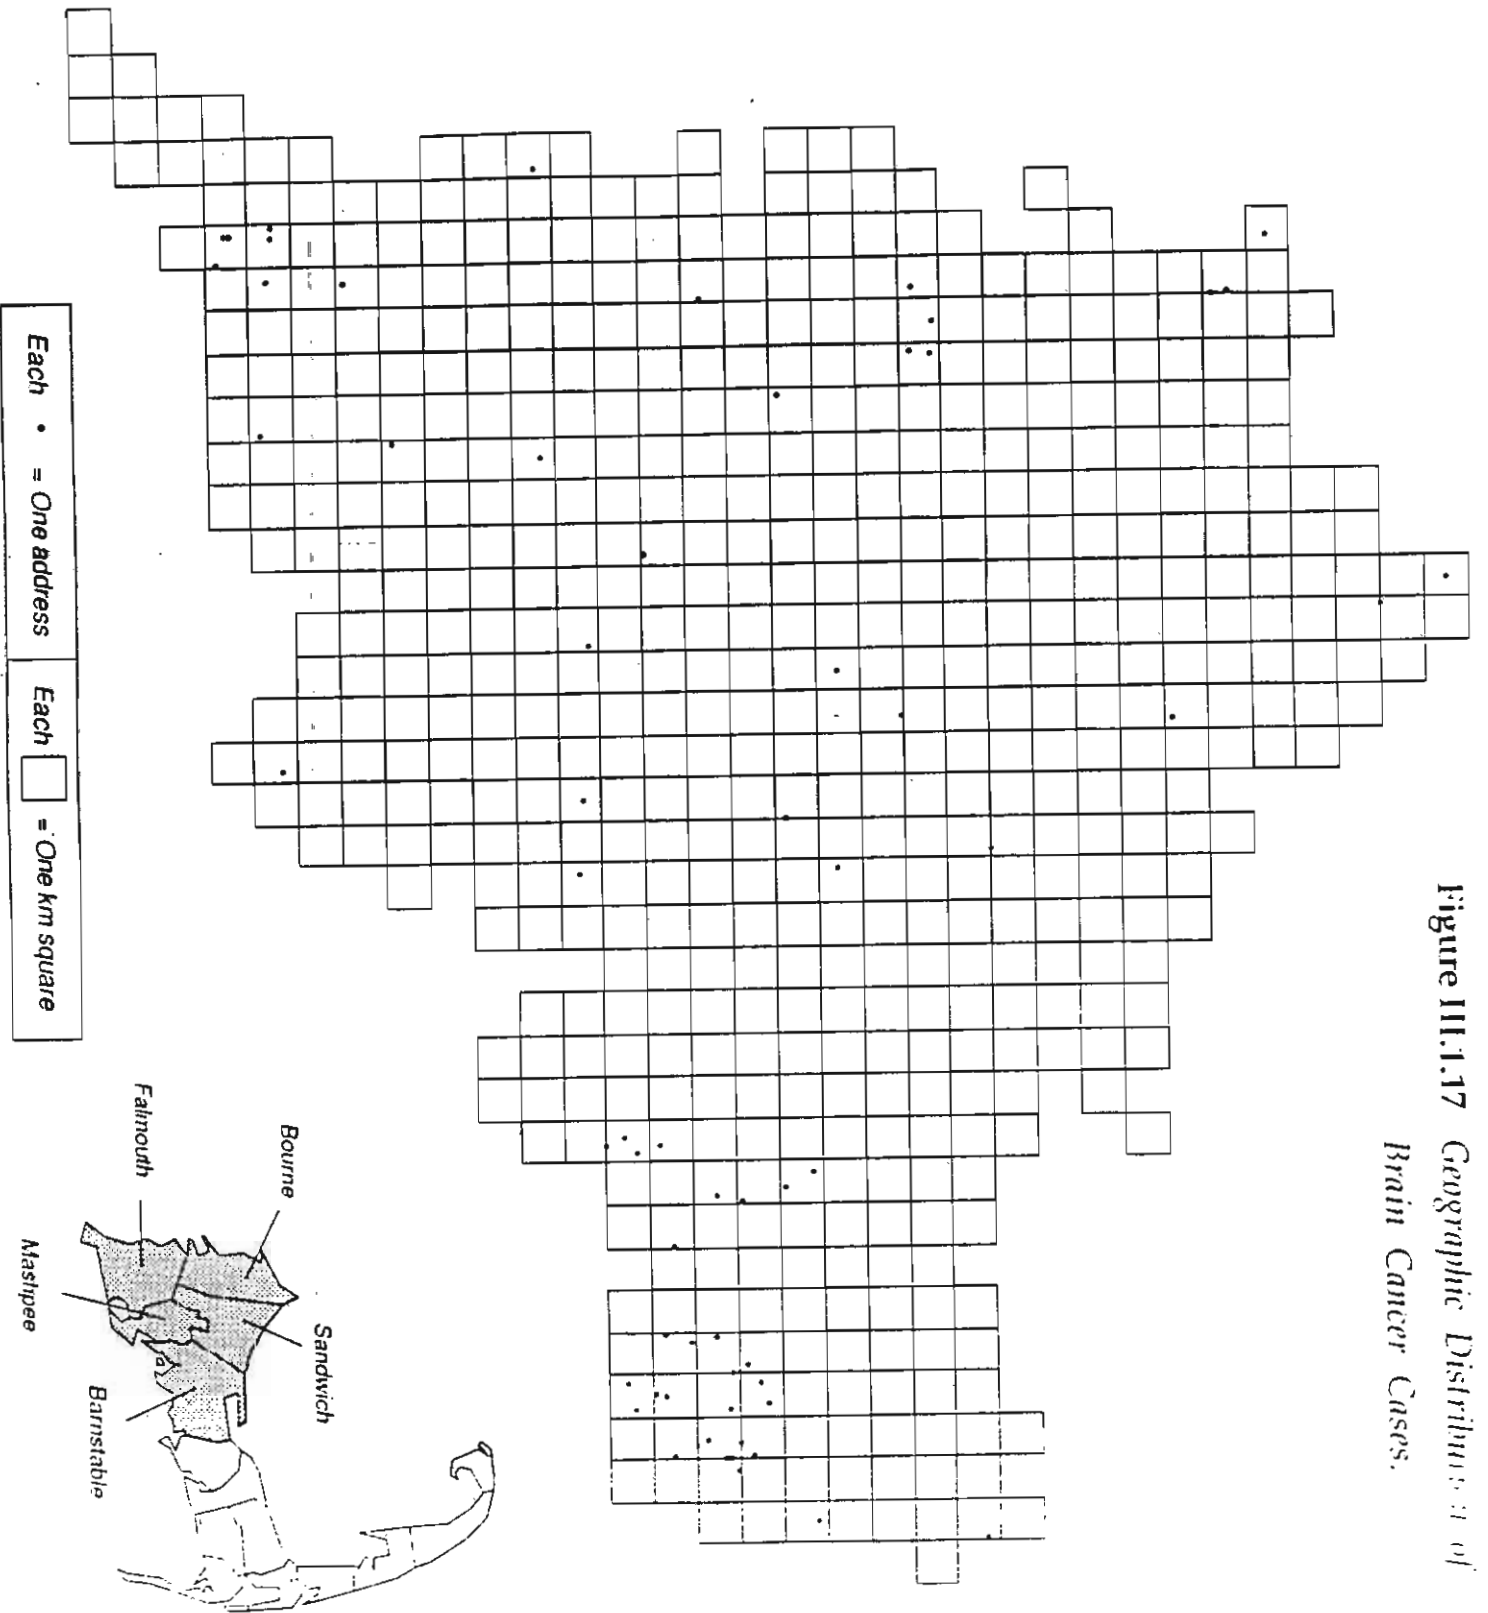 Figure III.1.17 Geographic Distribution of
Brain Cancer Cases.
Each • = One address
Each = One km square
Bourne
Falmouth
Sandwich
Mashpee
Barnstable